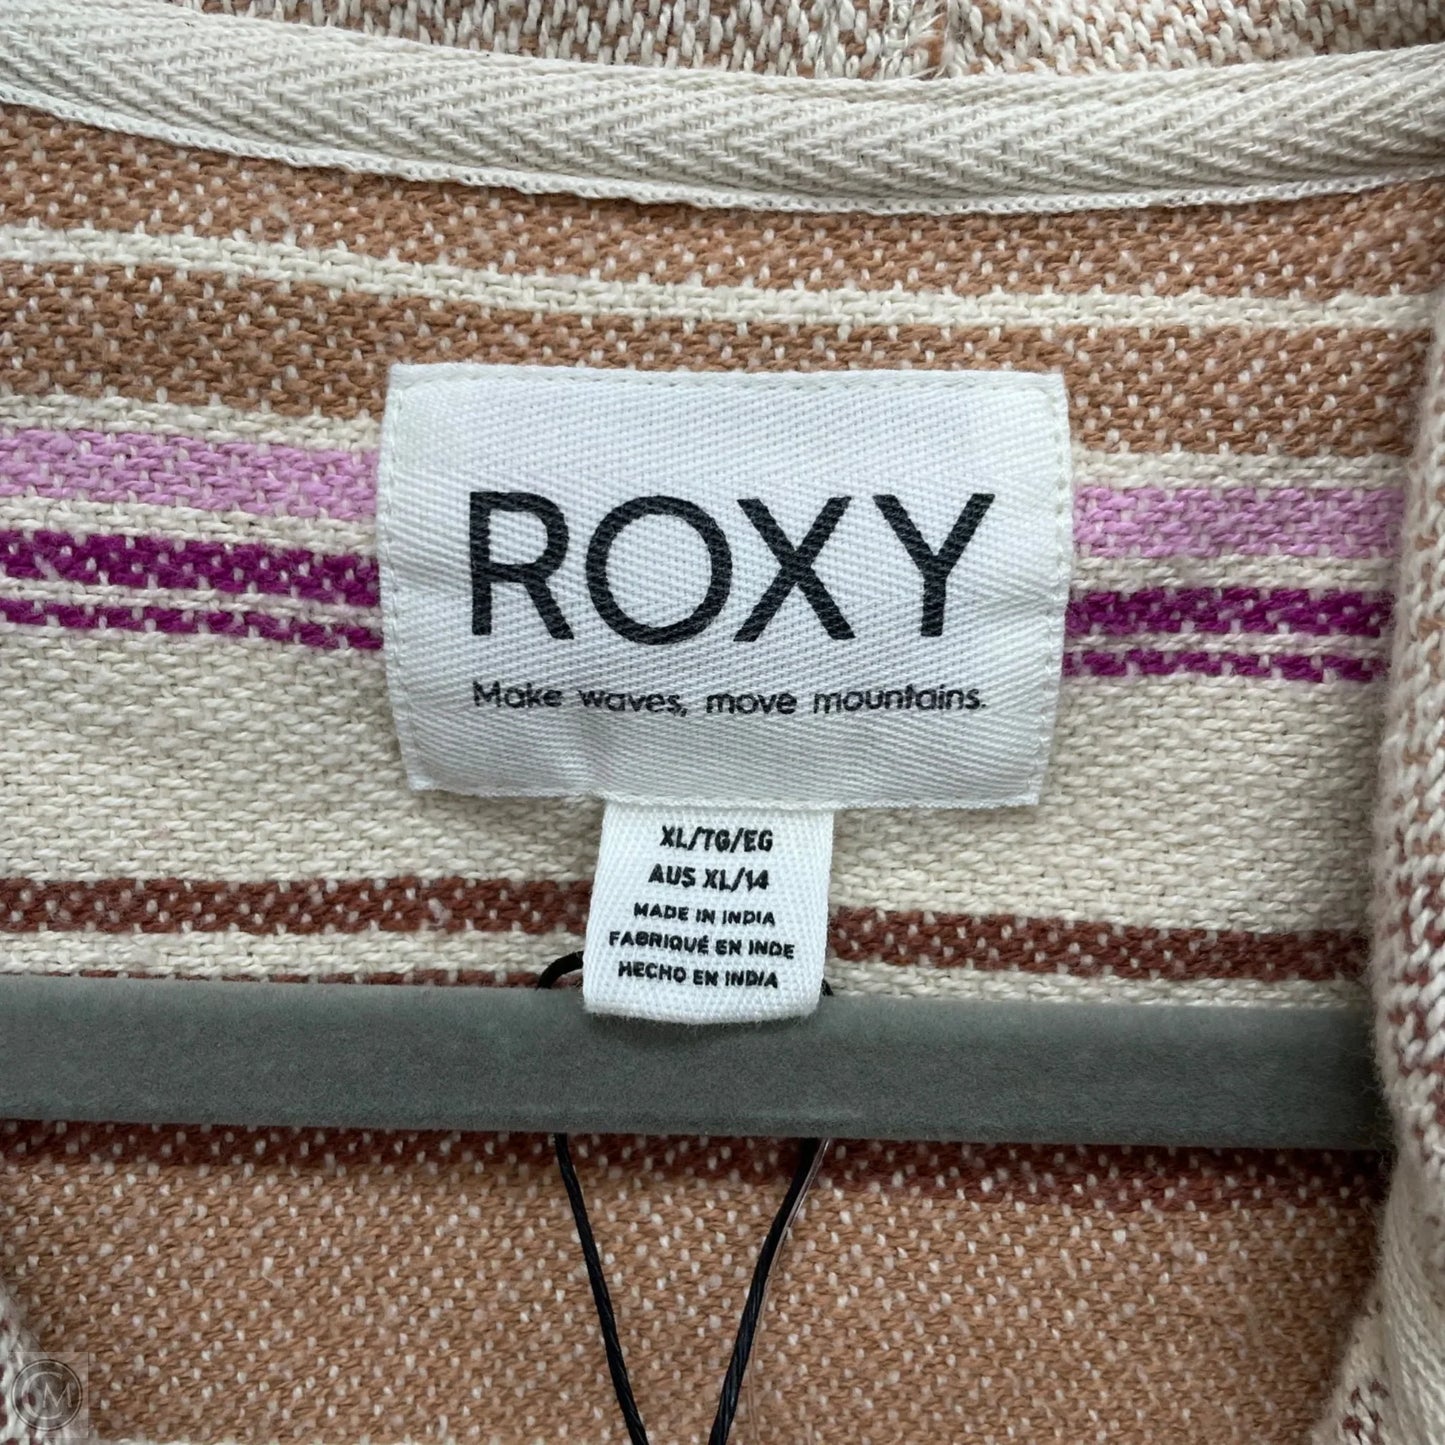 ROXY
Make waves, move mountains.
XL/TG/EG
AUS XL/14
MADE IN INDIA
FABRIQUÉ EN INDE
HECHO EN INDIA
M